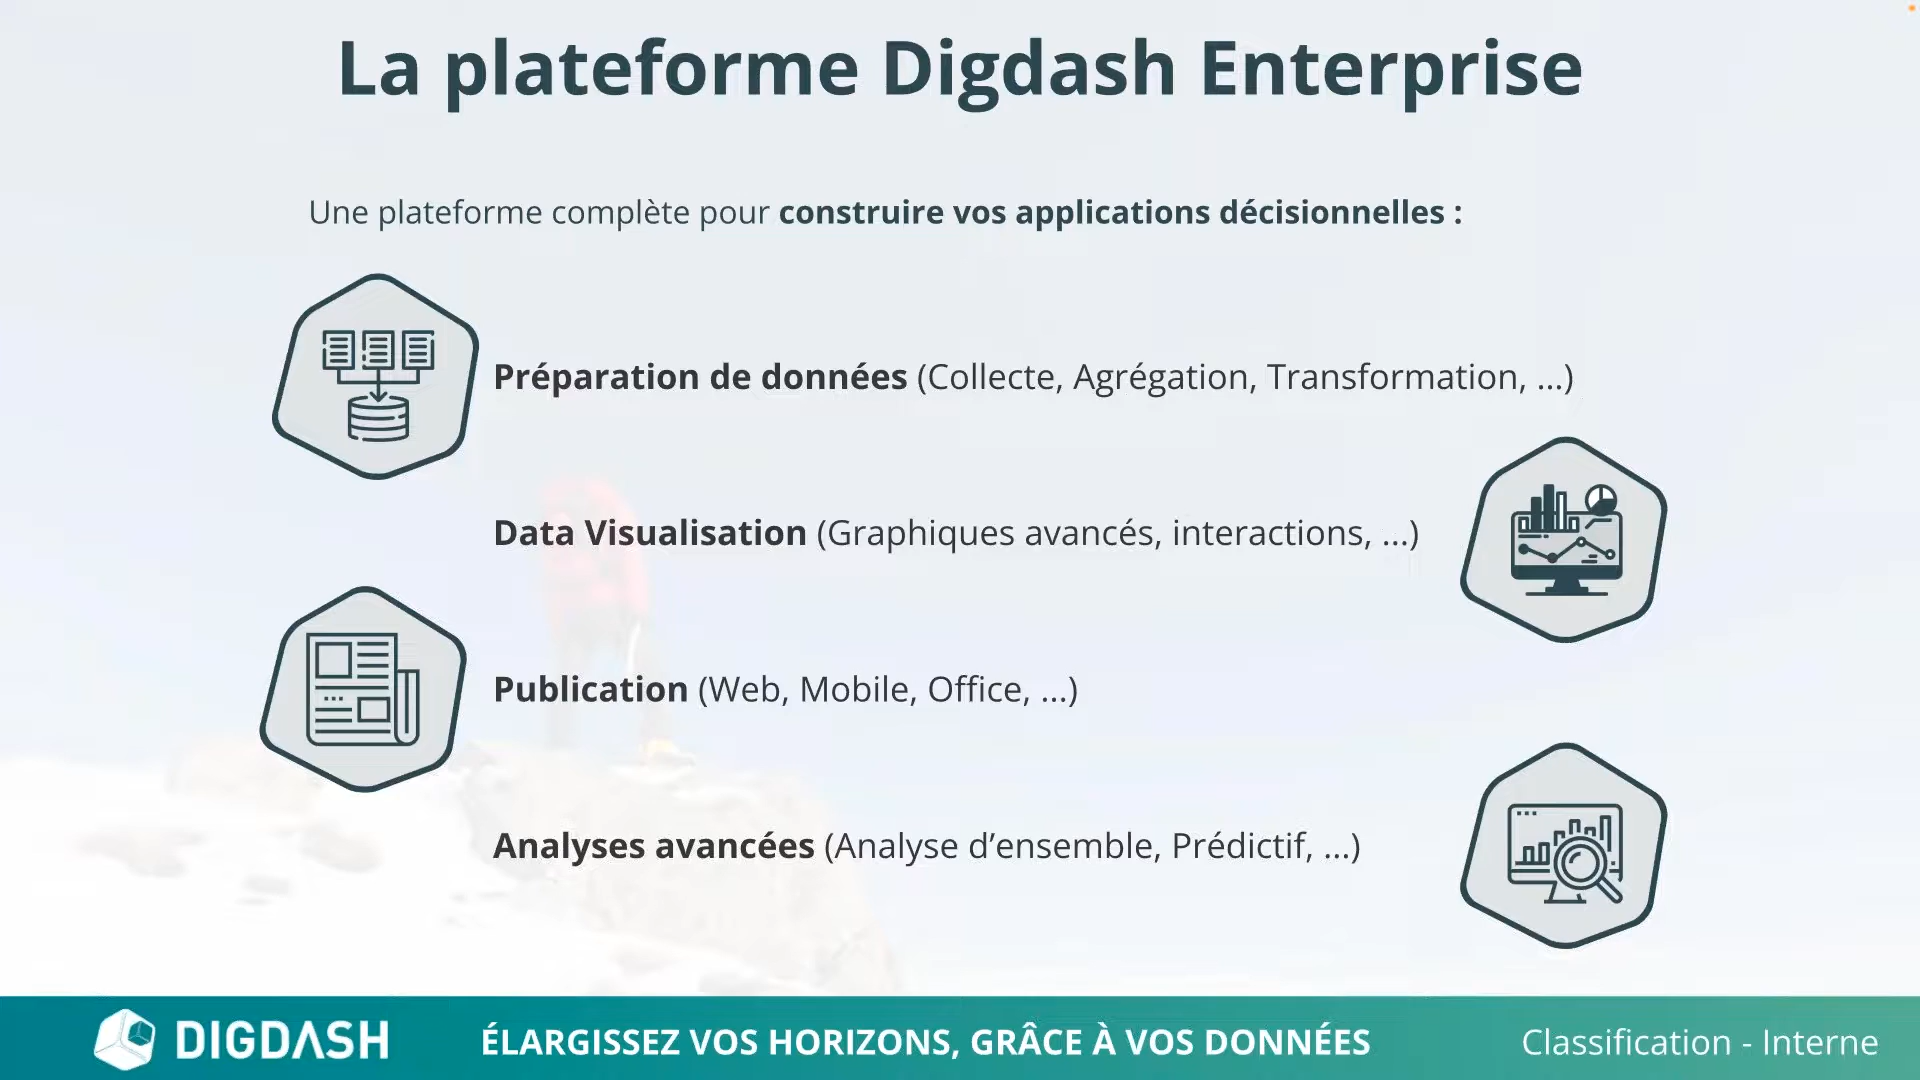 La plateforme Digdash Enterprise
Une plateforme complète pour construire vos applications décisionnelles :
Préparation de données (Collecte, Agrégation, Transformation, ...)
Data Visualisation (Graphiques avancés, interactions, ...)
Publication (Web, Mobile, Office, ...)
Analyses avancées (Analyse d’ensemble, Prédictif, ...)
DIGDASH
ÉLARGISSEZ VOS HORIZONS, GRÂCE À VOS DONNÉES
Classification - Interne